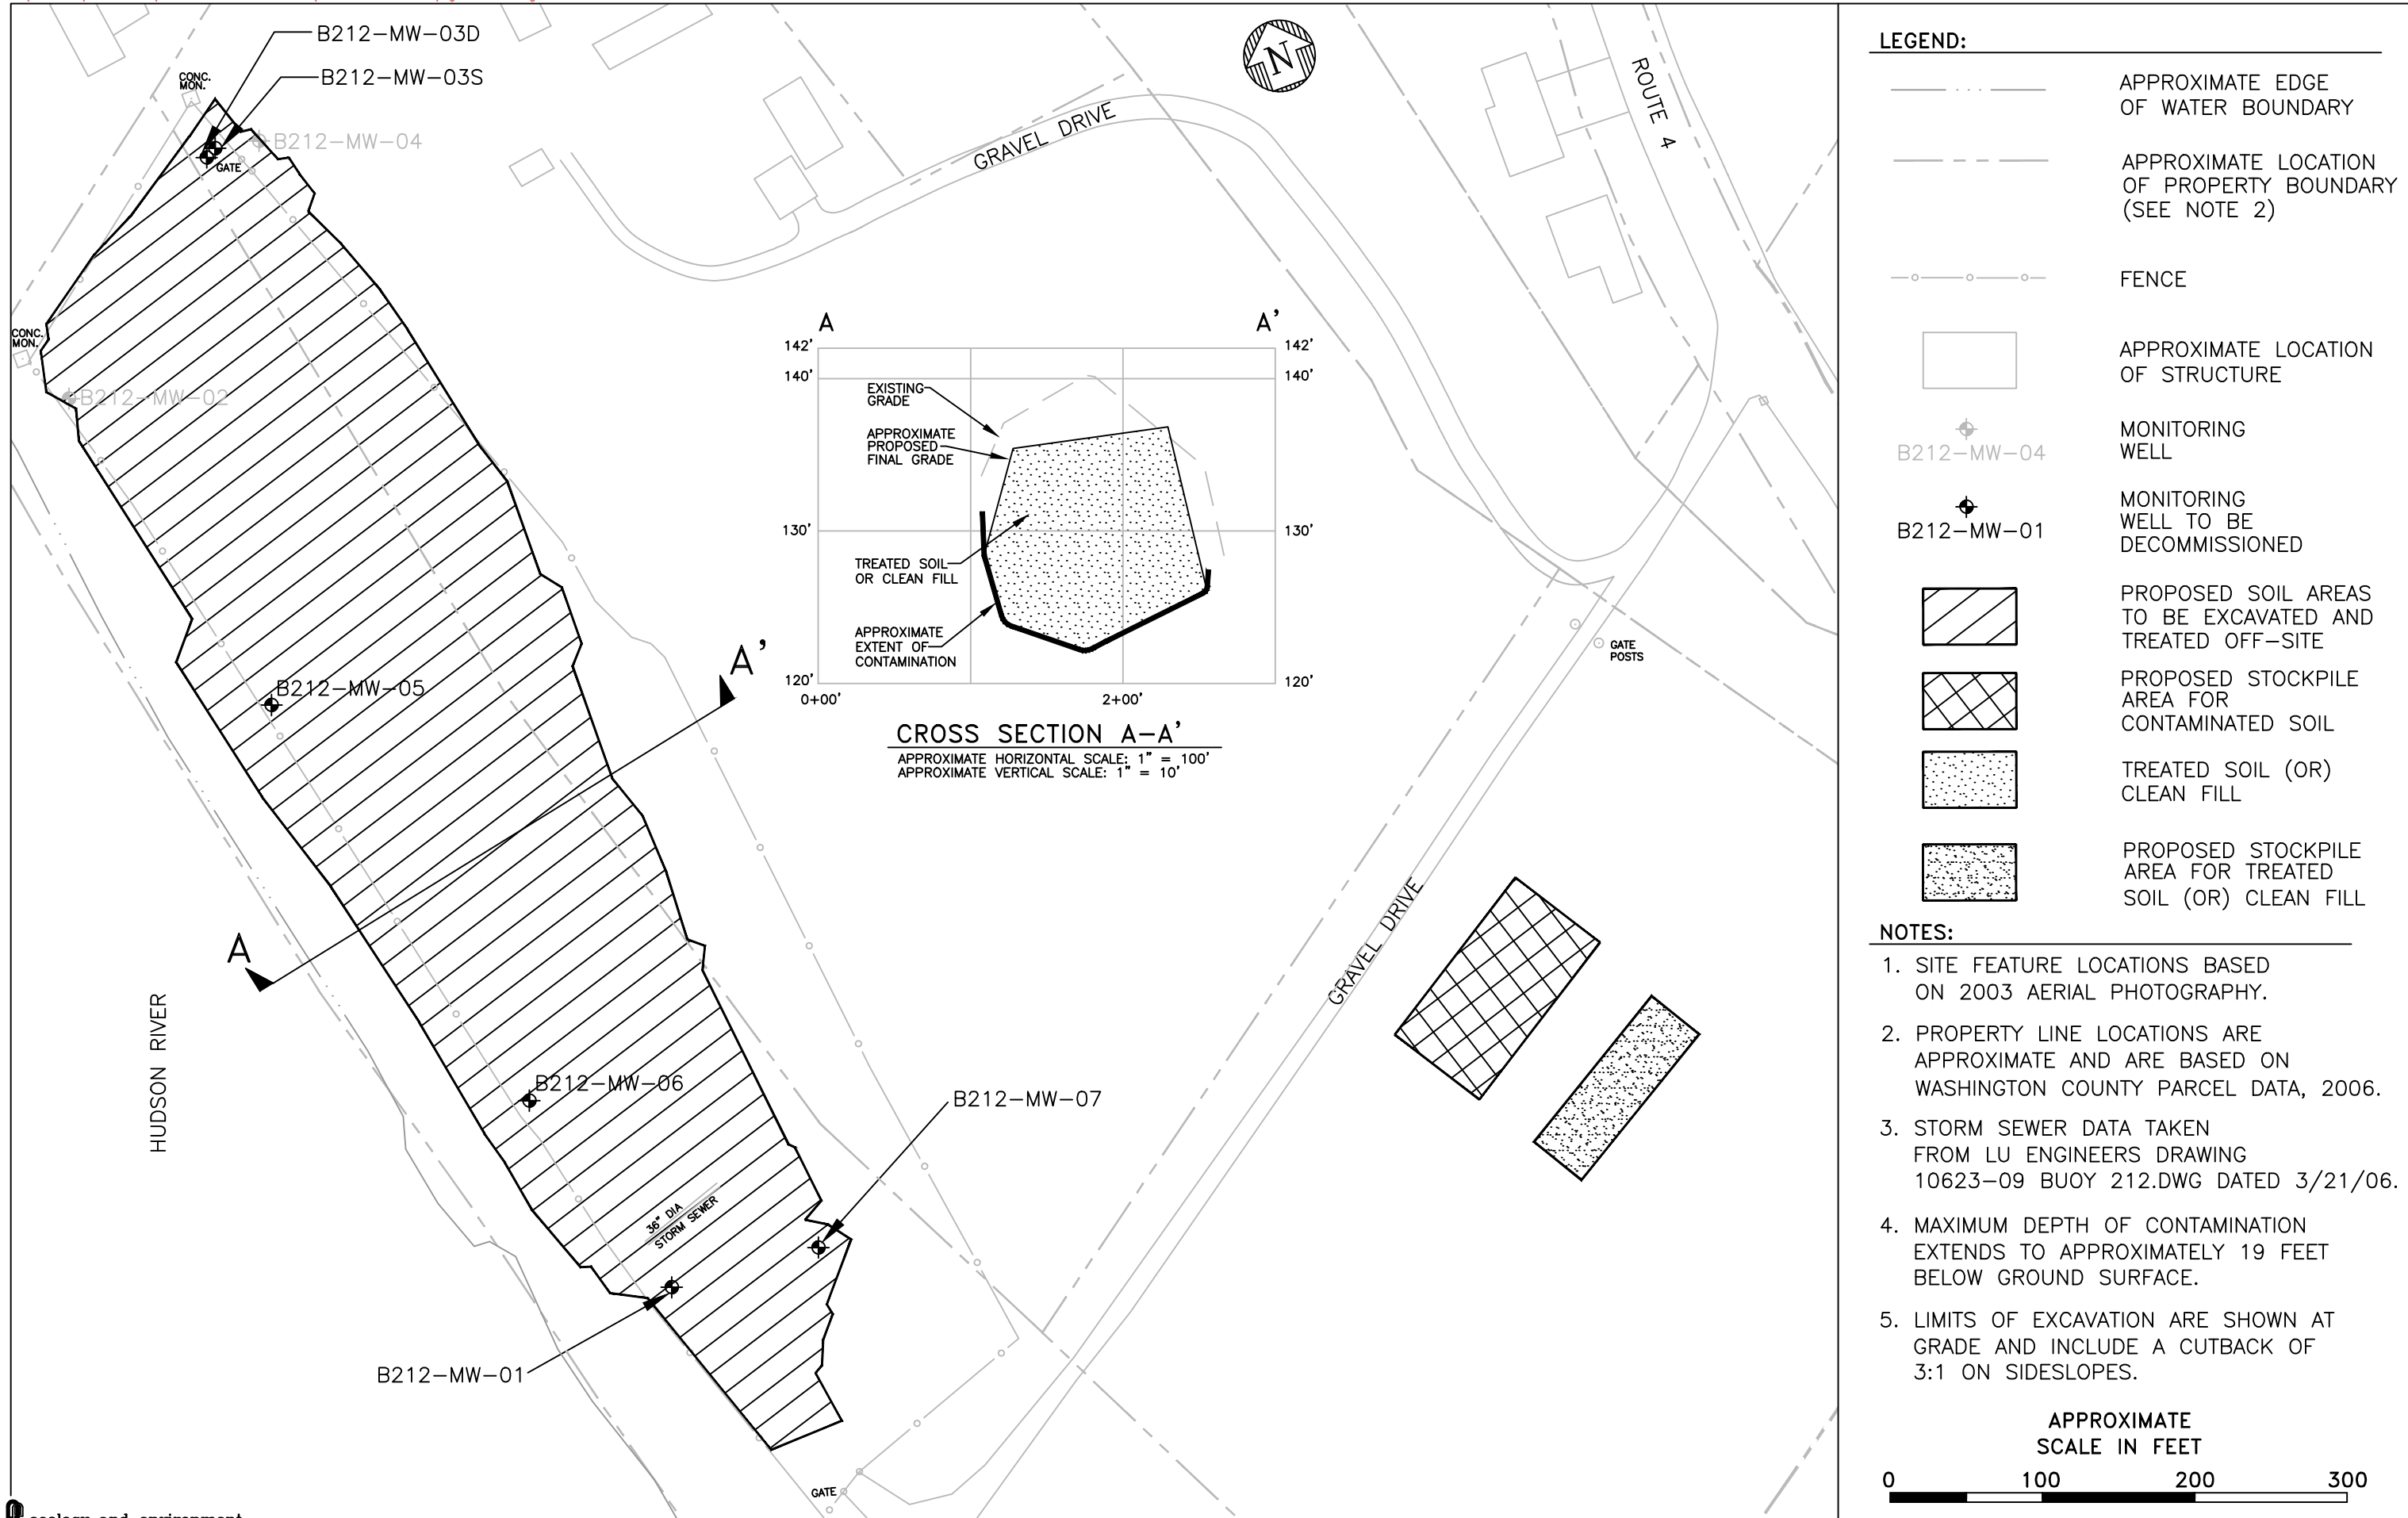 B212-MW-03D
B212-MW-03S
CONC.
MON.
B212-MW-04
GATE
N
GRAVEL DRIVE
ROUTE 4
CONC.
MON.
B212-MW-02
A
A'
142'
142'
140'
140'
EXISTING
GRADE
APPROXIMATE
PROPOSED
FINAL GRADE
130'
130'
TREATED SOIL
OR CLEAN FILL
APPROXIMATE
EXTENT OF
CONTAMINATION
120'
120'
0+00'
2+00'
CROSS SECTION A-A'
APPROXIMATE HORIZONTAL SCALE: 1" = 100'
APPROXIMATE VERTICAL SCALE: 1" = 10'
GATE
POSTS
A'
B212-MW-05
A
HUDSON RIVER
GRAVEL DRIVE
B212-MW-06
B212-MW-07
36" DIA
STORM SEWER
B212-MW-01
GATE
ecology and environment
LEGEND:
APPROXIMATE EDGE
OF WATER BOUNDARY
APPROXIMATE LOCATION
OF PROPERTY BOUNDARY
(SEE NOTE 2)
FENCE
APPROXIMATE LOCATION
OF STRUCTURE
B212-MW-04
MONITORING
WELL
B212-MW-01
MONITORING
WELL TO BE
DECOMMISSIONED
PROPOSED SOIL AREAS
TO BE EXCAVATED AND
TREATED OFF-SITE
PROPOSED STOCKPILE
AREA FOR
CONTAMINATED SOIL
TREATED SOIL (OR)
CLEAN FILL
PROPOSED STOCKPILE
AREA FOR TREATED
SOIL (OR) CLEAN FILL
NOTES:
1. SITE FEATURE LOCATIONS BASED
ON 2003 AERIAL PHOTOGRAPHY.
2. PROPERTY LINE LOCATIONS ARE
APPROXIMATE AND ARE BASED ON
WASHINGTON COUNTY PARCEL DATA, 2006.
3. STORM SEWER DATA TAKEN
FROM LU ENGINEERS DRAWING
10623-09 BUOY 212.DWG DATED 3/21/06.
4. MAXIMUM DEPTH OF CONTAMINATION
EXTENDS TO APPROXIMATELY 19 FEET
BELOW GROUND SURFACE.
5. LIMITS OF EXCAVATION ARE SHOWN AT
GRADE AND INCLUDE A CUTBACK OF
3:1 ON SIDESLOPES.
APPROXIMATE
SCALE IN FEET
0 100 200 300